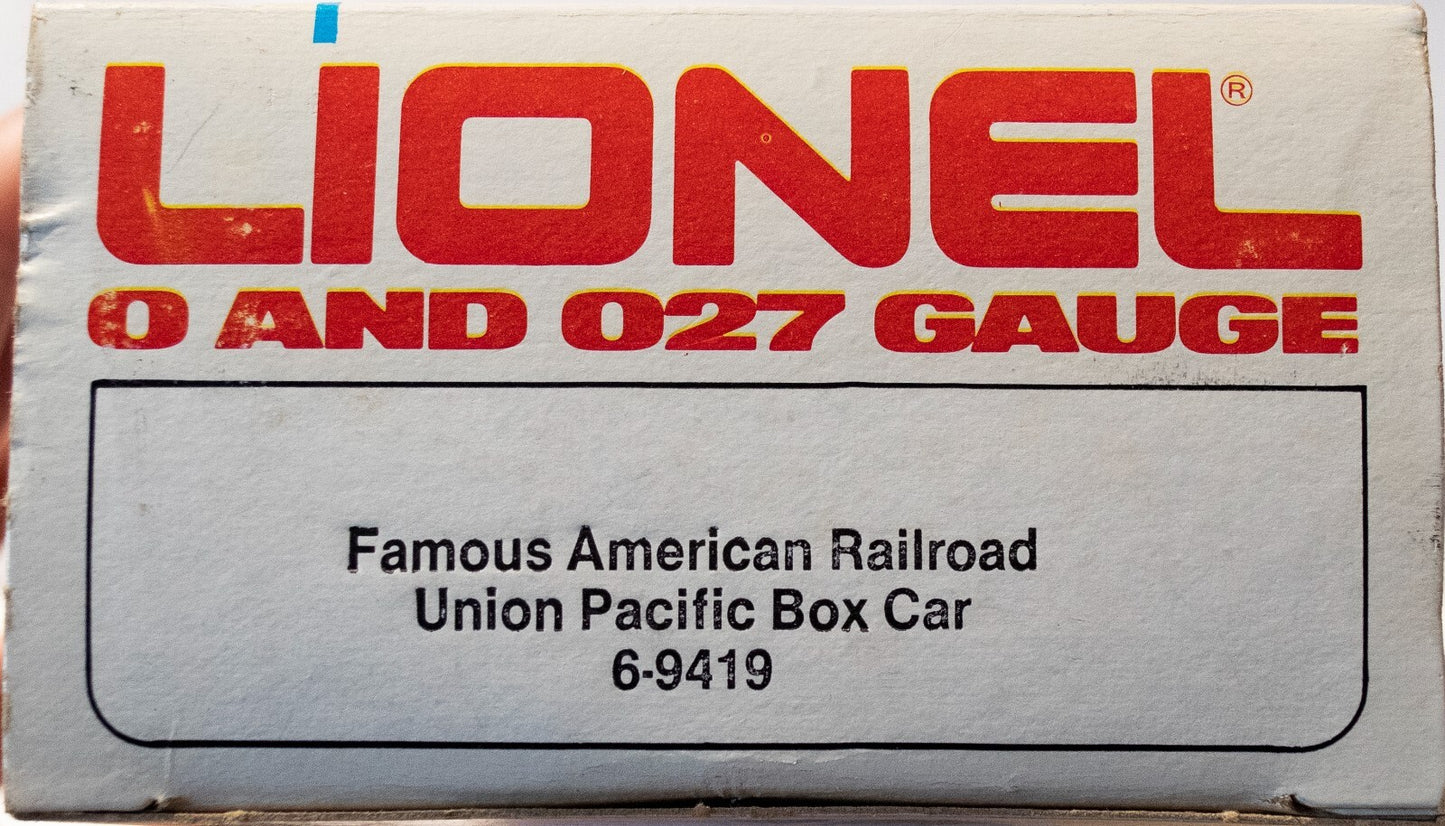 LiONEL®
O AND O27 GAUGE
Famous American Railroad
Union Pacific Box Car
6-9419